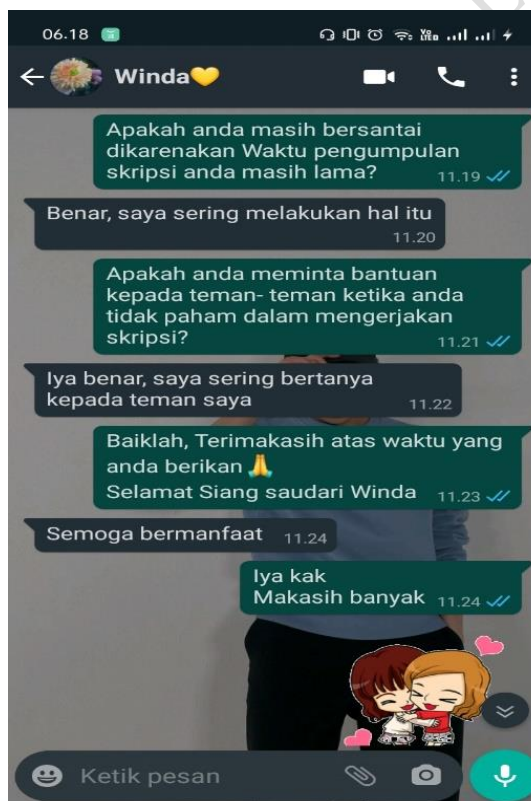 06.18
Winda
Apakah anda masih bersantai
dikarenakan Waktu pengumpulan
skripsi anda masih lama?
11.19
Benar, saya sering melakukan hal itu
11.20
Apakah anda meminta bantuan
kepada teman- teman ketika anda
tidak paham dalam mengerjakan
skripsi?
11.21
Iya benar, saya sering bertanya
kepada teman saya
11.22
Baiklah, Terimakasih atas waktu yang
anda berikan 🙏
Selamat Siang saudari Winda
11.23
Semoga bermanfaat
11.24
Iya kak
Makasih banyak
11.24
Ketik pesan